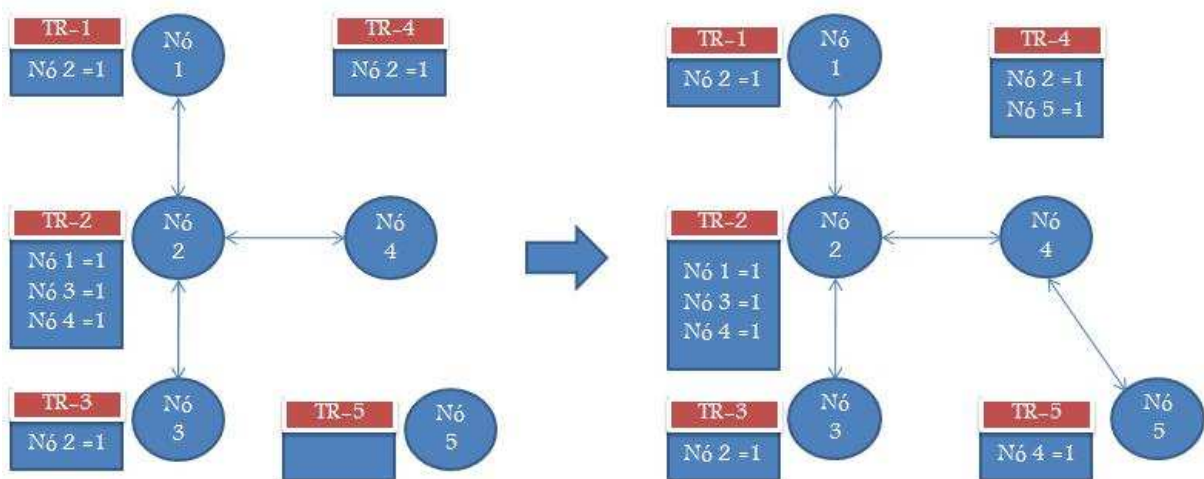 TR-1
Nó 2 =1
Nó
1
TR-4
Nó 2 =1
TR-2
Nó 1 =1
Nó 3 =1
Nó 4 =1
Nó
2
Nó
4
TR-3
Nó 2 =1
Nó
3
TR-5
Nó
5
TR-1
Nó 2 =1
Nó
1
TR-4
Nó 2 =1
Nó 5 =1
TR-2
Nó 1 =1
Nó 3 =1
Nó 4 =1
Nó
2
Nó
4
TR-3
Nó 2 =1
Nó
3
TR-5
Nó 4 =1
Nó
5